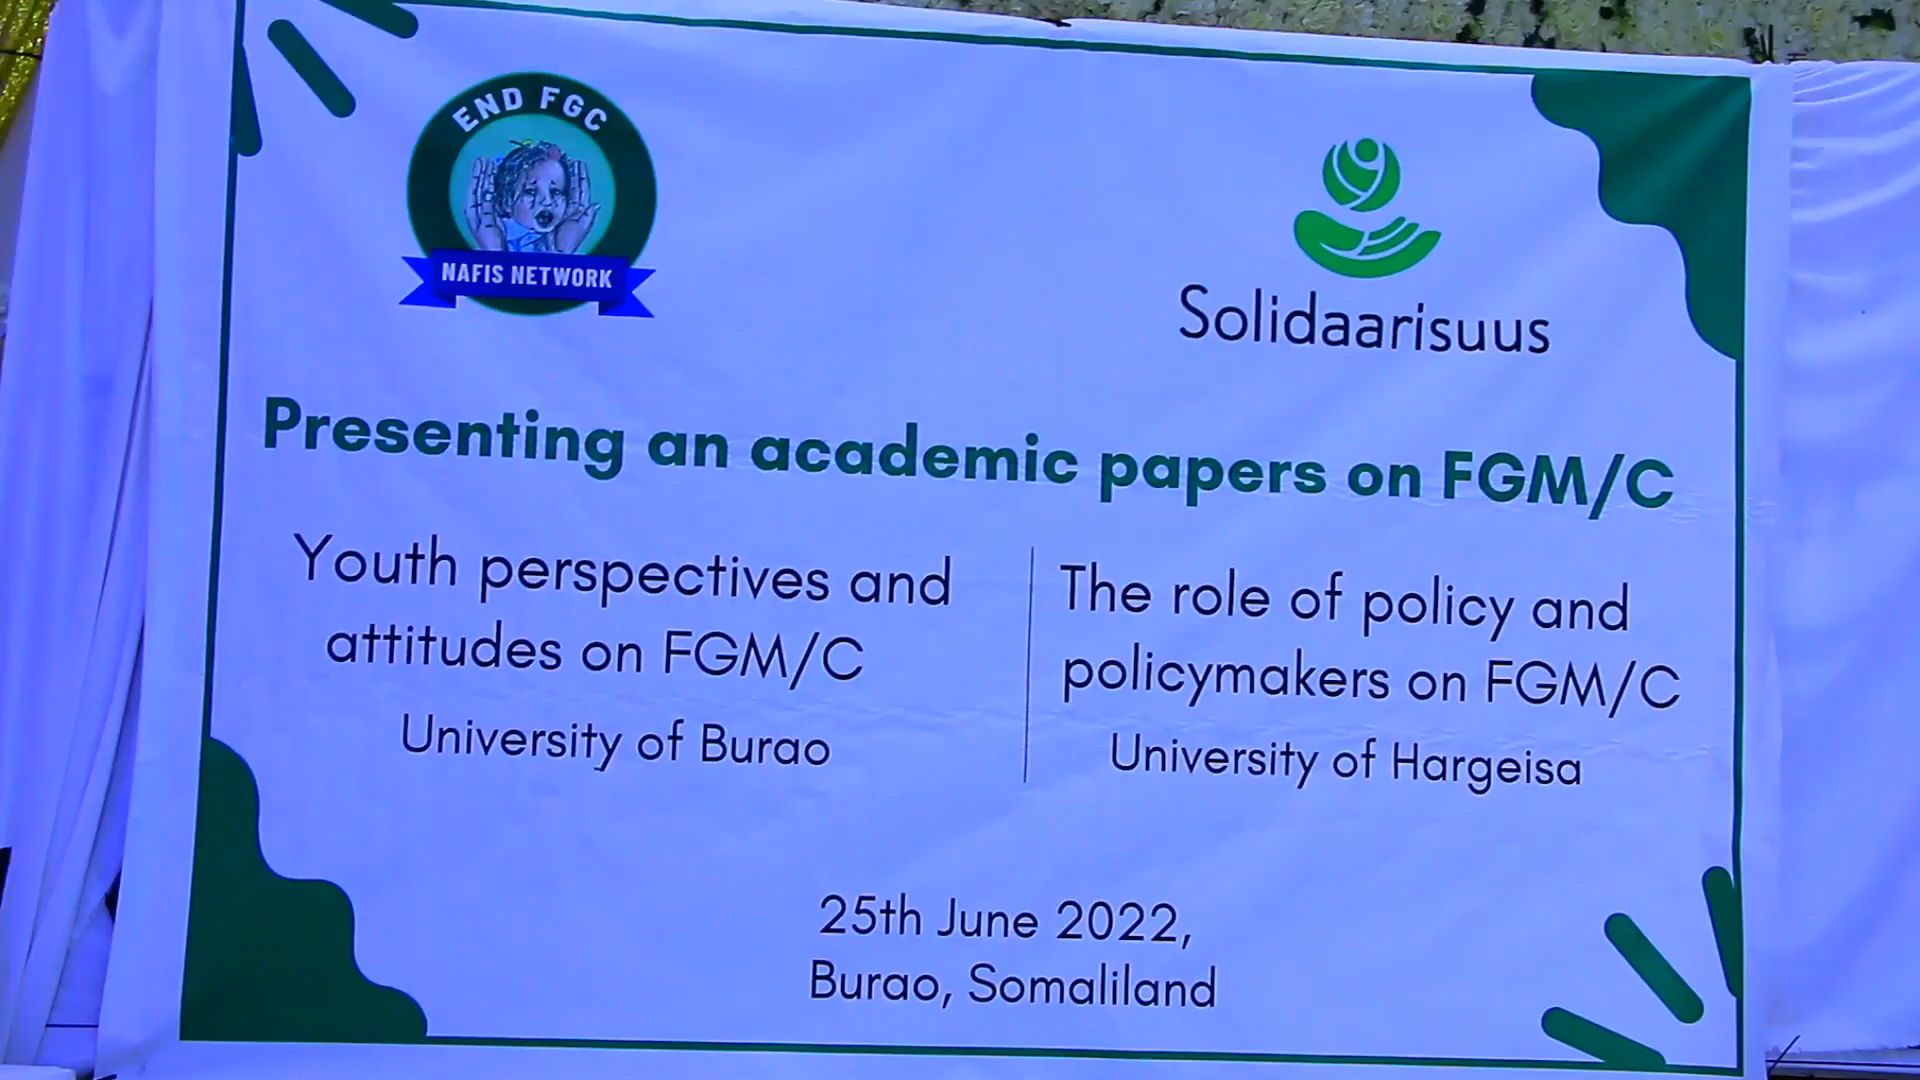 END FGC
NAFIS NETWORK
Solidaarisuus
Presenting an academic papers on FGM/C
Youth perspectives and
attitudes on FGM/C
University of Burao
The role of policy and
policymakers on FGM/C
University of Hargeisa
25th June 2022,
Burao, Somaliland